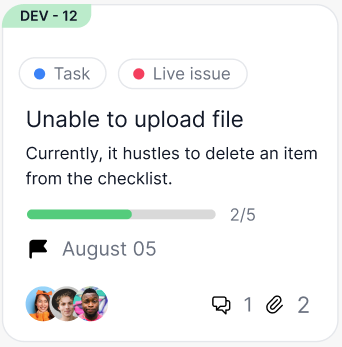 DEV - 12
Task
Live issue
Unable to upload file
Currently, it hustles to delete an item
from the checklist.
2/5
August 05
1
2